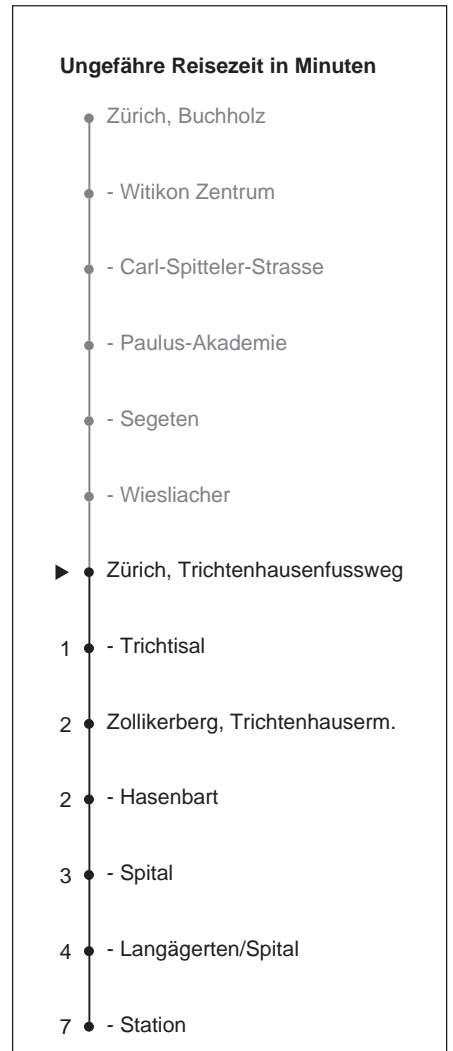 Ungefähre Reisezeit in Minuten
Zürich, Buchholz
- Witikon Zentrum
- Carl-Spitteler-Strasse
- Paulus-Akademie
- Segeten
- Wiesliacher
Zürich, Trichtenhausenfussweg
1 - Trichtisal
2 Zollikerberg, Trichtenhauserm.
2 - Hasenbart
3 - Spital
4 - Langägerten/Spital
7 - Station